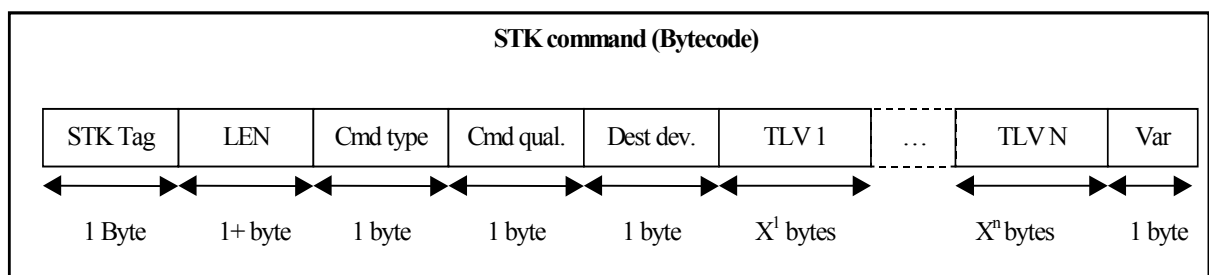 STK command (Bytecode)
STK Tag LEN Cmd type Cmd qual. Dest dev. TLV 1 … TLV N Var
1 Byte 1+ byte 1 byte 1 byte 1 byte X¹ bytes Xⁿ bytes 1 byte